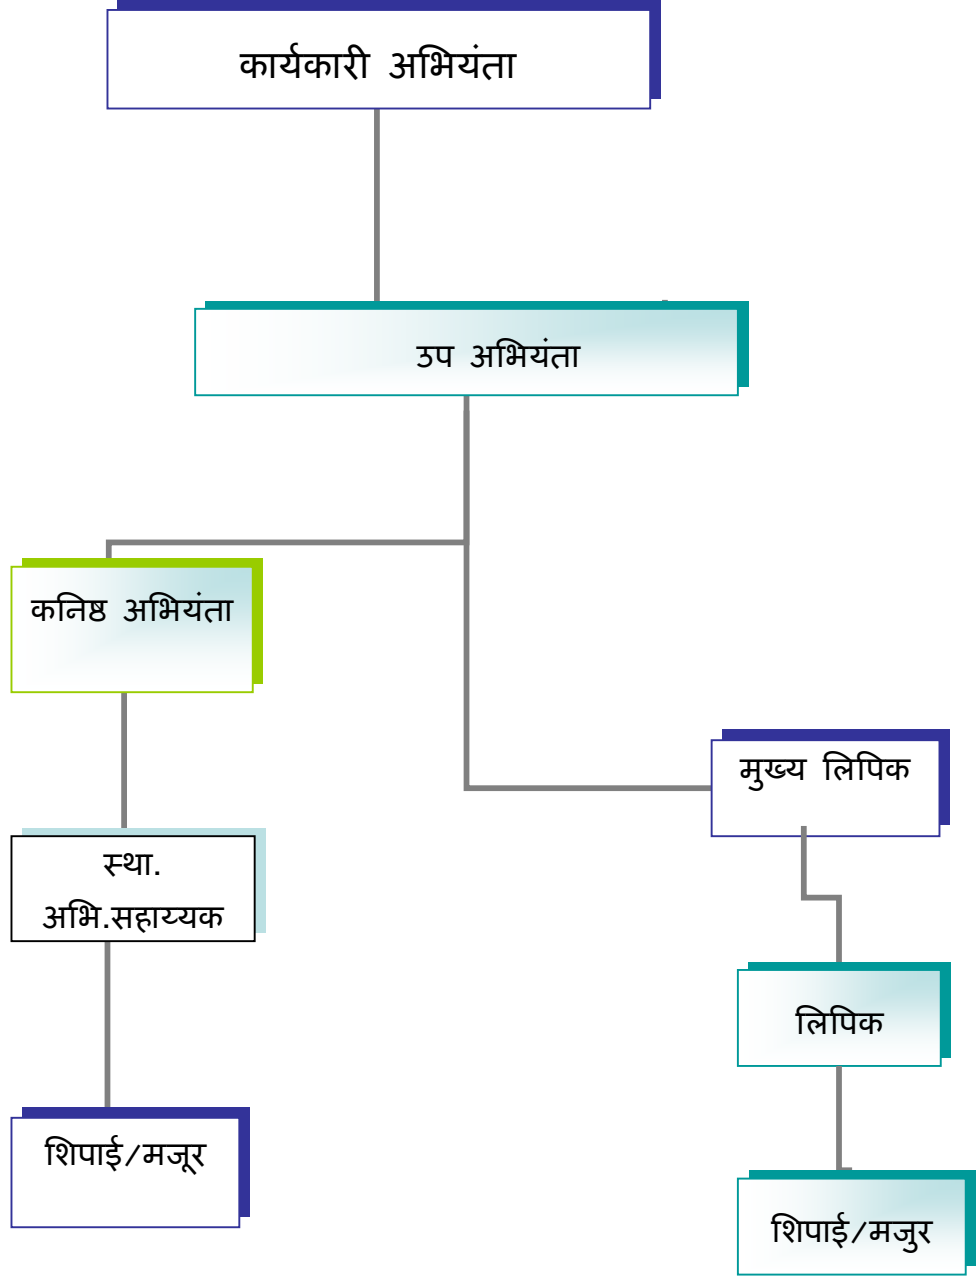 कार्यकारी अभियंता
उप अभियंता
कनिष्ठ अभियंता
मुख्य लिपिक
स्था.
अभि.सहाय्यक
लिपिक
शिपाई/मजूर
शिपाई/मजुर